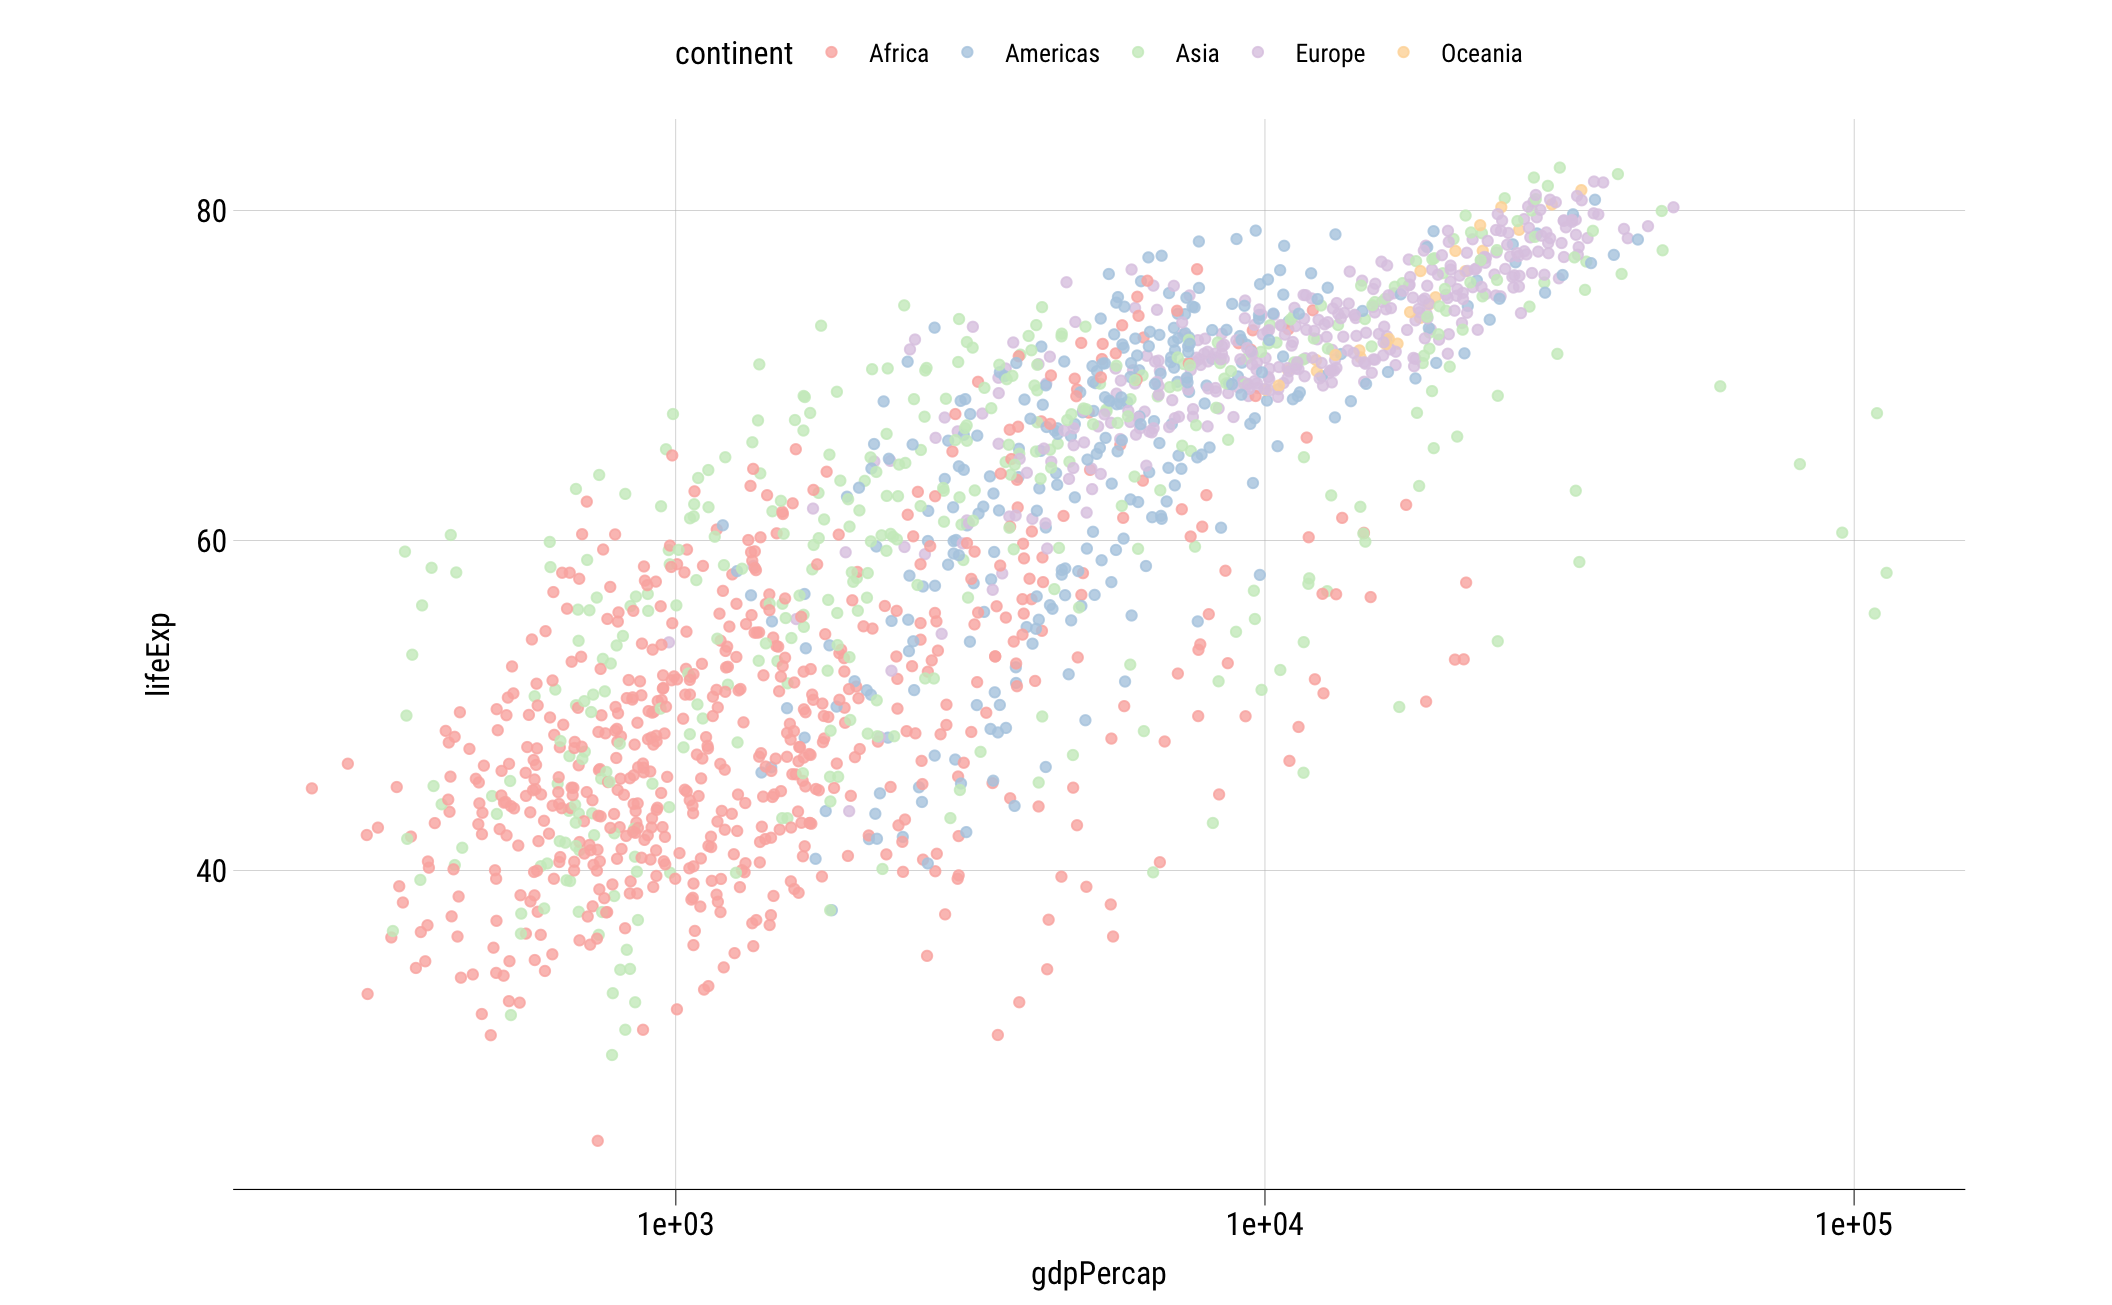 continent Africa Americas Asia Europe Oceania
80
60
40
lifeExp
1e+03 1e+04 1e+05
gdpPercap